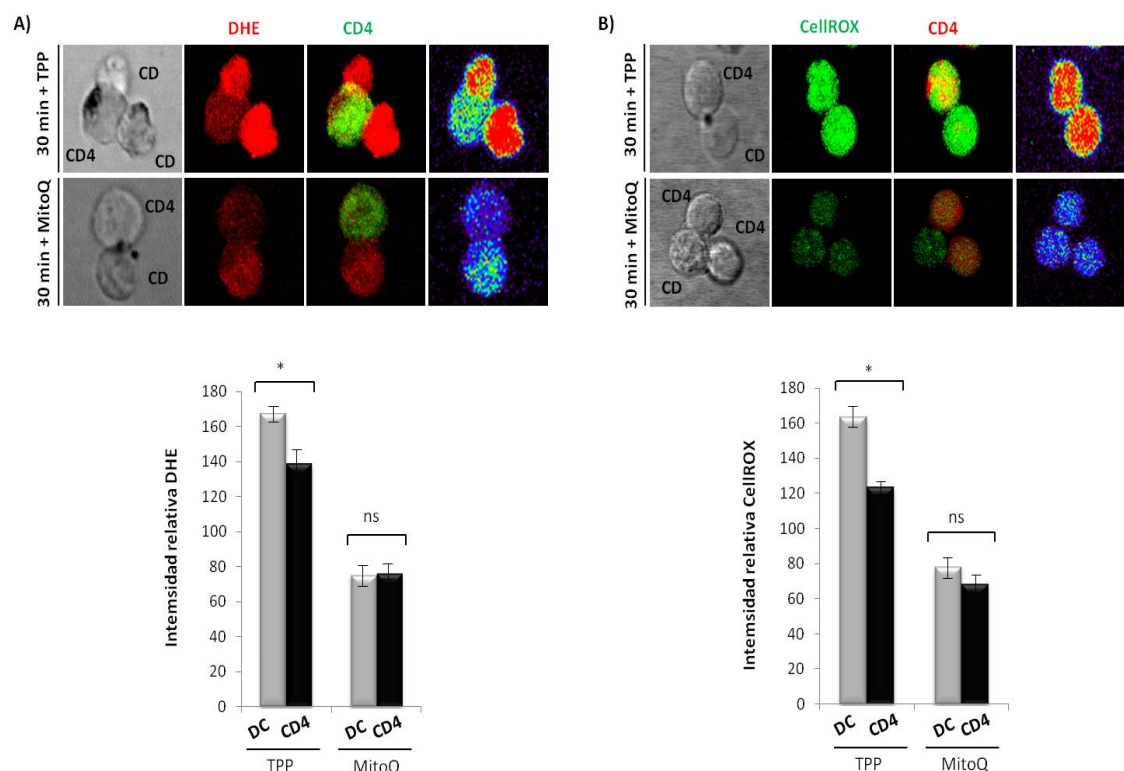 A)
DHE
CD4
30 min + TPP
CD
CD4
CD
30 min + MitoQ
CD4
CD
Intemsidad relativa DHE
180
160
140
120
100
80
60
40
20
0
*
ns
DC
CD4
DC
CD4
TPP
MitoQ
B)
CellROX
CD4
30 min + TPP
CD4
CD
30 min + MitoQ
CD4
CD4
CD
Intemsidad relativa CellROX
180
160
140
120
100
80
60
40
20
0
*
ns
DC
CD4
DC
CD4
TPP
MitoQ